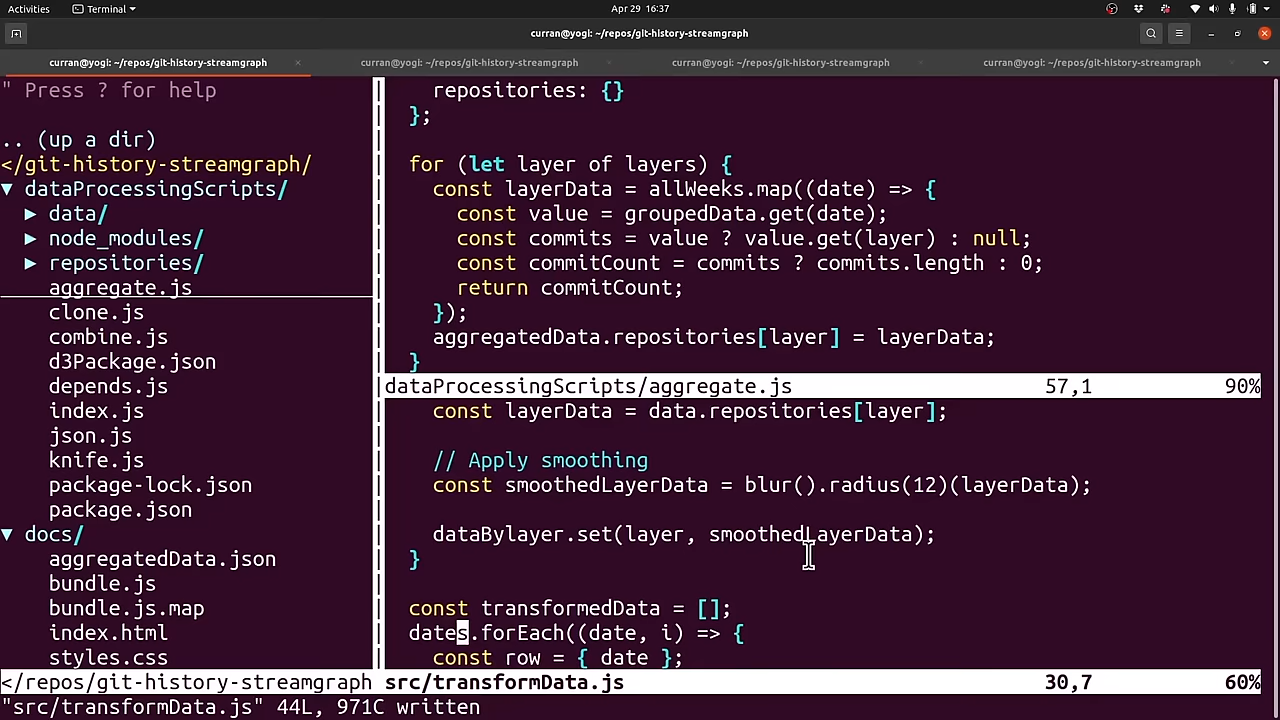 Activities
Terminal
Apr 29 16:37
curran@yogi: ~/repos/git-history-streamgraph
curran@yogi: ~/repos/git-history-streamgraph ×
curran@yogi: ~/repos/git-history-streamgraph
curran@yogi: ~/repos/git-history-streamgraph
curran@yogi: ~/repos/git-history-streamgraph
" Press ? for help
.. (up a dir)
</git-history-streamgraph/
▼ dataProcessingScripts/
▶ data/
▶ node_modules/
▶ repositories/
aggregate.js
clone.js
combine.js
d3Package.json
depends.js
index.js
json.js
knife.js
package-lock.json
package.json
▼ docs/
aggregatedData.json
bundle.js
bundle.js.map
index.html
styles.css
</repos/git-history-streamgraph
repositories: {}
};
for (let layer of layers) {
const layerData = allWeeks.map((date) => {
const value = groupedData.get(date);
const commits = value ? value.get(layer) : null;
const commitCount = commits ? commits.length : 0;
return commitCount;
});
aggregatedData.repositories[layer] = layerData;
}
dataProcessingScripts/aggregate.js 57,1 90%
const layerData = data.repositories[layer];
// Apply smoothing
const smoothedLayerData = blur().radius(12)(layerData);
dataBylayer.set(layer, smoothedLayerData);
}
const transformedData = [];
dates.forEach((date, i) => {
const row = { date };
src/transformData.js 30,7 60%
"src/transformData.js" 44L, 971C written